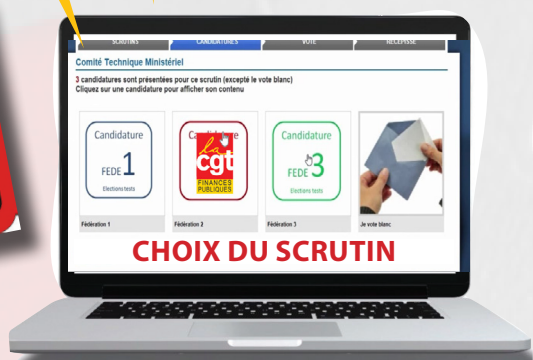 SCRUTINS CANDIDATURES VOTE RÉCÉPISSÉ
Comité Technique Ministériel
3 candidatures sont présentées pour ce scrutin (excepté le vote blanc)
Cliquez sur une candidature pour afficher son contenu
Candidature
FEDE 1
Elections tests
la
cgt
FINANCES
PUBLIQUES
Candidature
FEDE 3
Elections tests
Fédération 1
Fédération 2
Fédération 3
Je vote blanc
CHOIX DU SCRUTIN